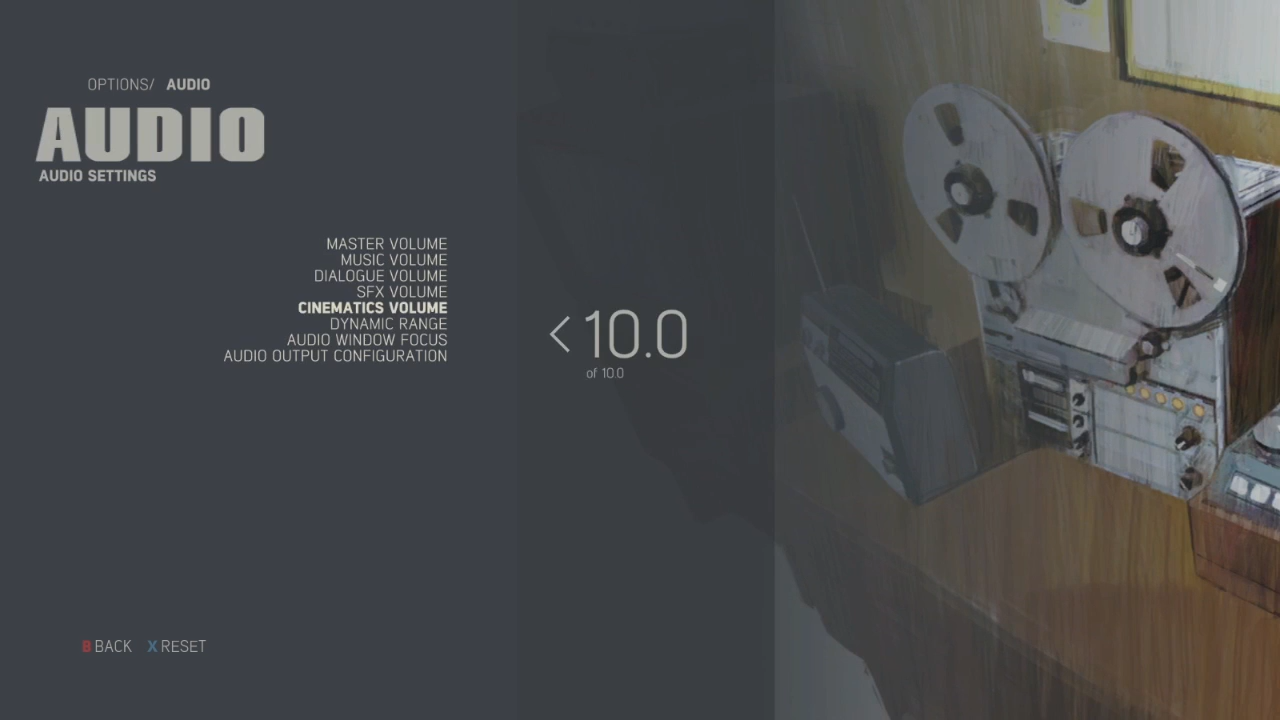 OPTIONS/ AUDIO
AUDIO
AUDIO SETTINGS
MASTER VOLUME
MUSIC VOLUME
DIALOGUE VOLUME
SFX VOLUME
CINEMATICS VOLUME
DYNAMIC RANGE
AUDIO WINDOW FOCUS
AUDIO OUTPUT CONFIGURATION
<10.0
of 10.0
B BACK X RESET